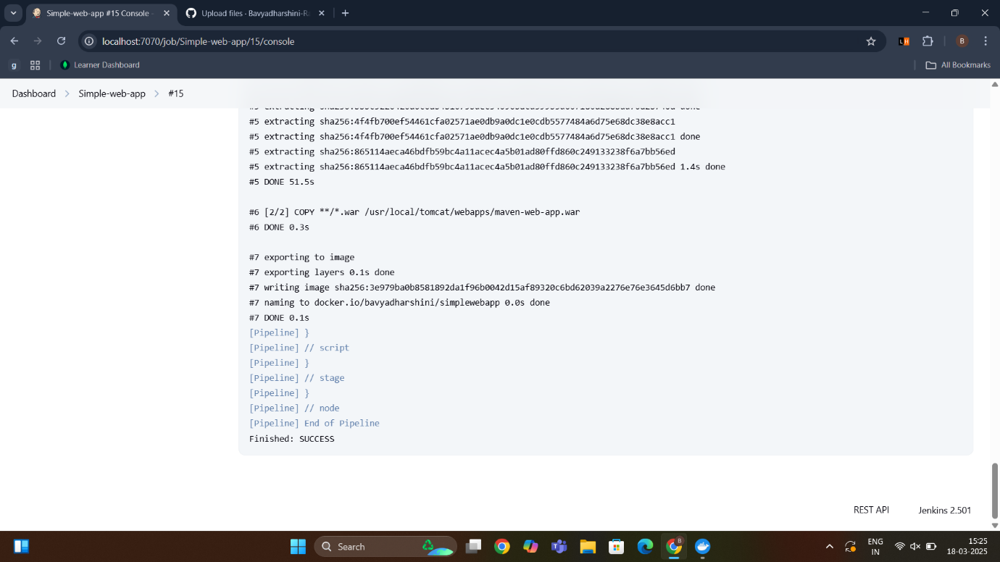 Simple-web-app #15 Console
Upload files · Bavyadharshini-R
localhost:7070/job/Simple-web-app/15/console
LH
B
g
Learner Dashboard
All Bookmarks
Dashboard > Simple-web-app > #15
#5 extracting sha256:4f4fb700ef54461cfa02571ae0db9a0dc1e0cdb5577484a6d75e68dc38e8acc1
#5 extracting sha256:4f4fb700ef54461cfa02571ae0db9a0dc1e0cdb5577484a6d75e68dc38e8acc1 done
#5 extracting sha256:865114aeca46bdfb59bc4a11acec4a5b01ad80ffd860c249133238f6a7bb56ed
#5 extracting sha256:865114aeca46bdfb59bc4a11acec4a5b01ad80ffd860c249133238f6a7bb56ed 1.4s done
#5 DONE 51.5s
#6 [2/2] COPY **/*.war /usr/local/tomcat/webapps/maven-web-app.war
#6 DONE 0.3s
#7 exporting to image
#7 exporting layers 0.1s done
#7 writing image sha256:3e979ba0b8581892da1f96b0042d15af89320c6bd62039a2276e76e3645d6bb7 done
#7 naming to docker.io/bavyadharshini/simplewebapp 0.0s done
#7 DONE 0.1s
[Pipeline] }
[Pipeline] // script
[Pipeline] }
[Pipeline] // stage
[Pipeline] }
[Pipeline] // node
[Pipeline] End of Pipeline
Finished: SUCCESS
REST API
Jenkins 2.501
Search
ENG
IN
15:25
18-03-2025